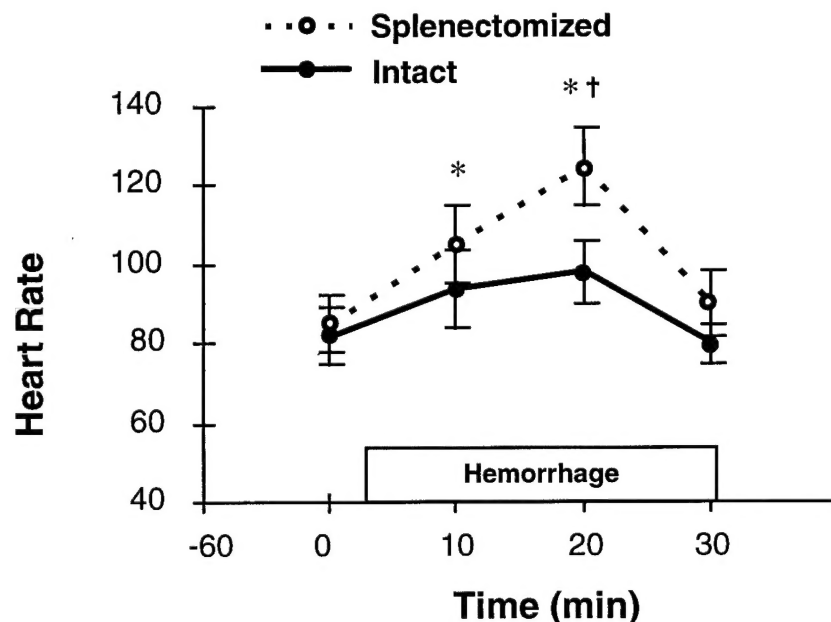 Splenectomized
Intact
* †
*
140
120
100
80
60
40
Heart Rate
Hemorrhage
-60 0 10 20 30
Time (min)